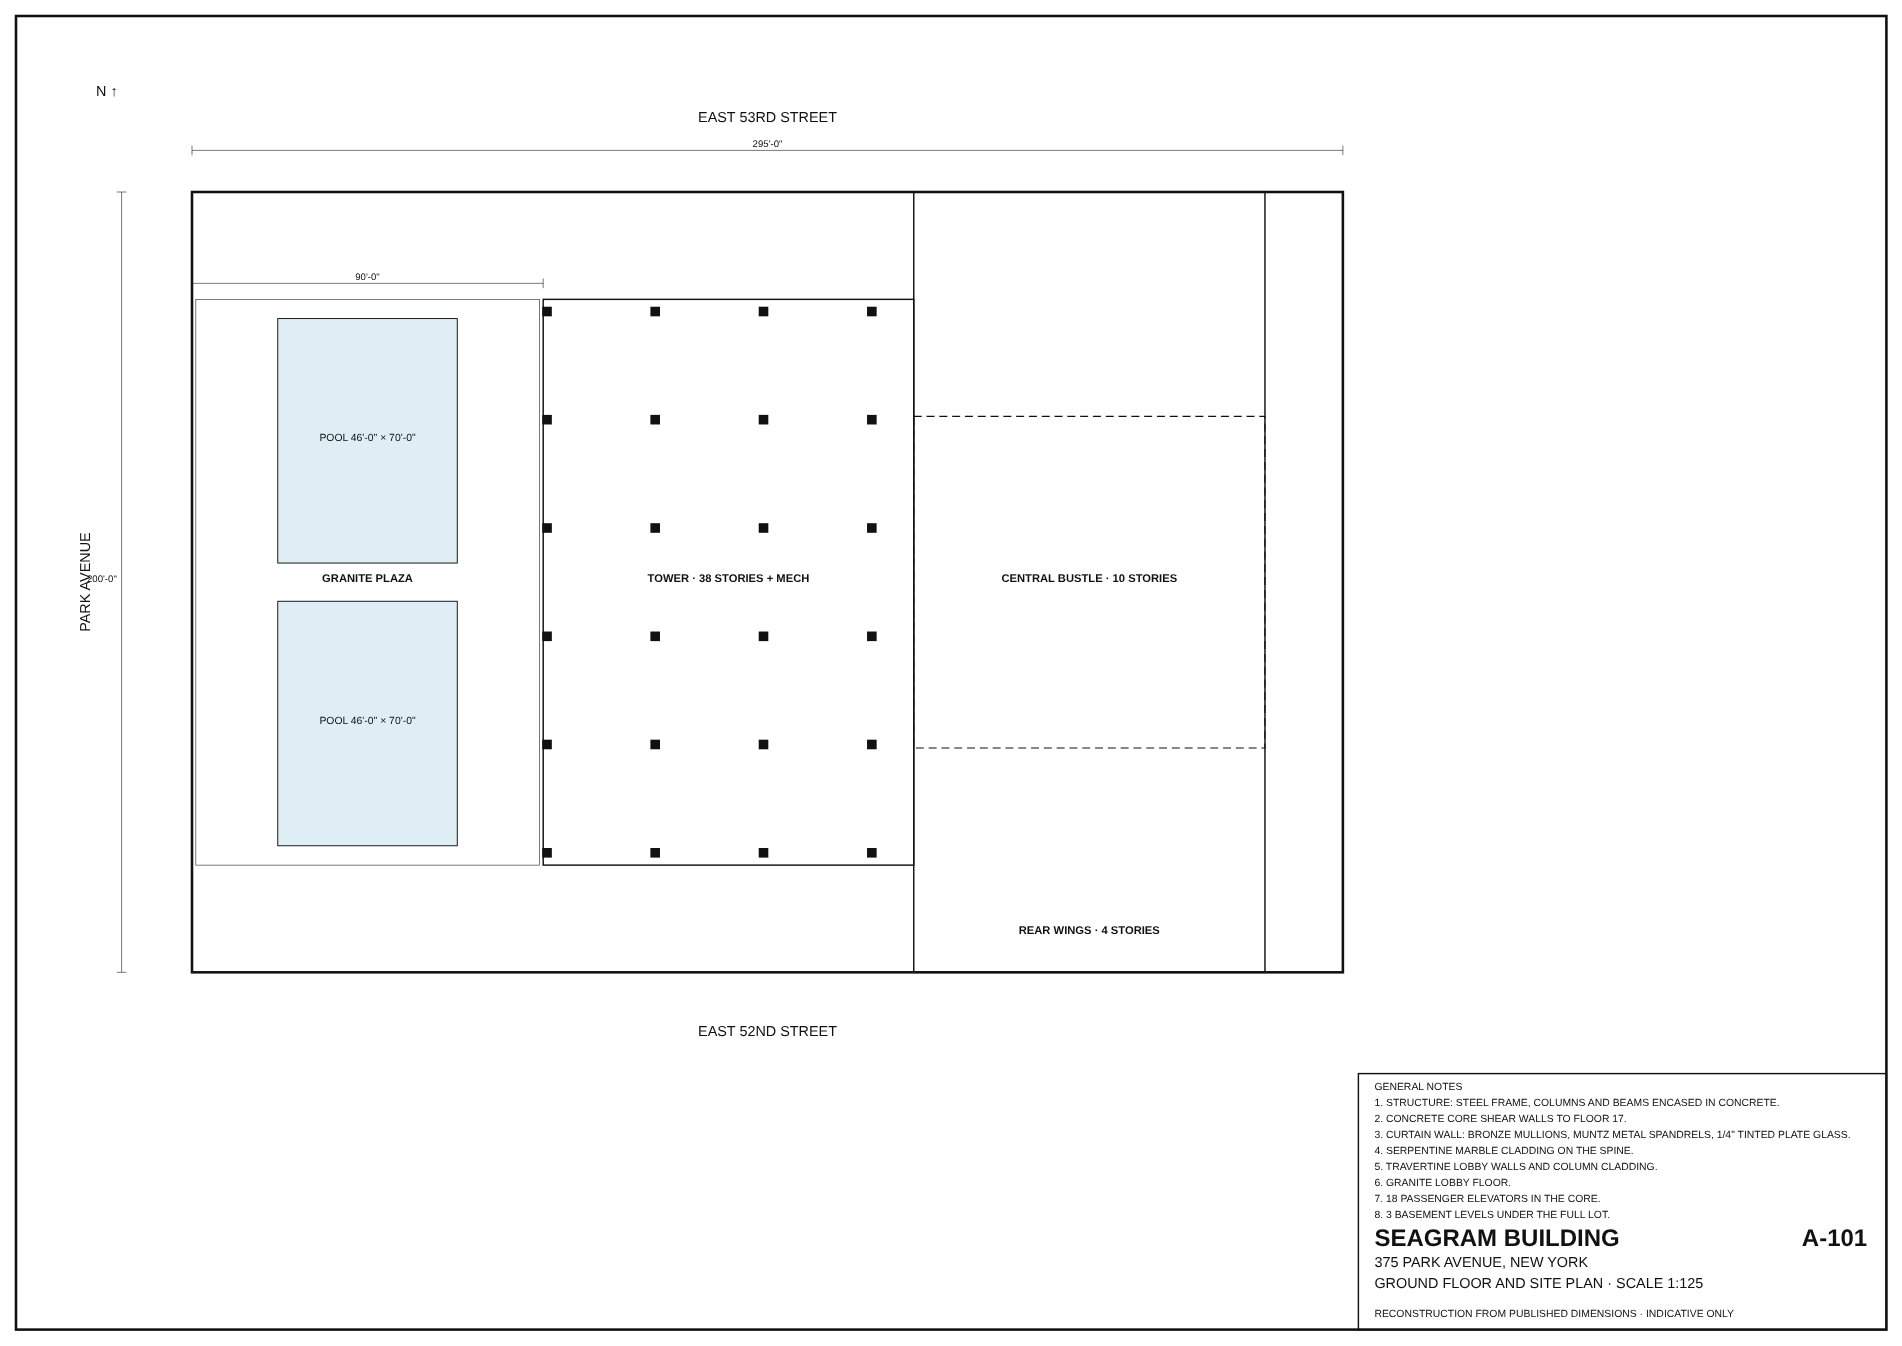 N ↑
EAST 53RD STREET
295'-0"
90'-0"
POOL 46'-0" × 70'-0"
PARK AVENUE
200'-0"
GRANITE PLAZA
TOWER · 38 STORIES + MECH
CENTRAL BUSTLE · 10 STORIES
POOL 46'-0" × 70'-0"
REAR WINGS · 4 STORIES
EAST 52ND STREET
GENERAL NOTES
1. STRUCTURE: STEEL FRAME, COLUMNS AND BEAMS ENCASED IN CONCRETE.
2. CONCRETE CORE SHEAR WALLS TO FLOOR 17.
3. CURTAIN WALL: BRONZE MULLIONS, MUNTZ METAL SPANDRELS, 1/4" TINTED PLATE GLASS.
4. SERPENTINE MARBLE CLADDING ON THE SPINE.
5. TRAVERTINE LOBBY WALLS AND COLUMN CLADDING.
6. GRANITE LOBBY FLOOR.
7. 18 PASSENGER ELEVATORS IN THE CORE.
8. 3 BASEMENT LEVELS UNDER THE FULL LOT.
SEAGRAM BUILDING
A-101
375 PARK AVENUE, NEW YORK
GROUND FLOOR AND SITE PLAN · SCALE 1:125
RECONSTRUCTION FROM PUBLISHED DIMENSIONS · INDICATIVE ONLY